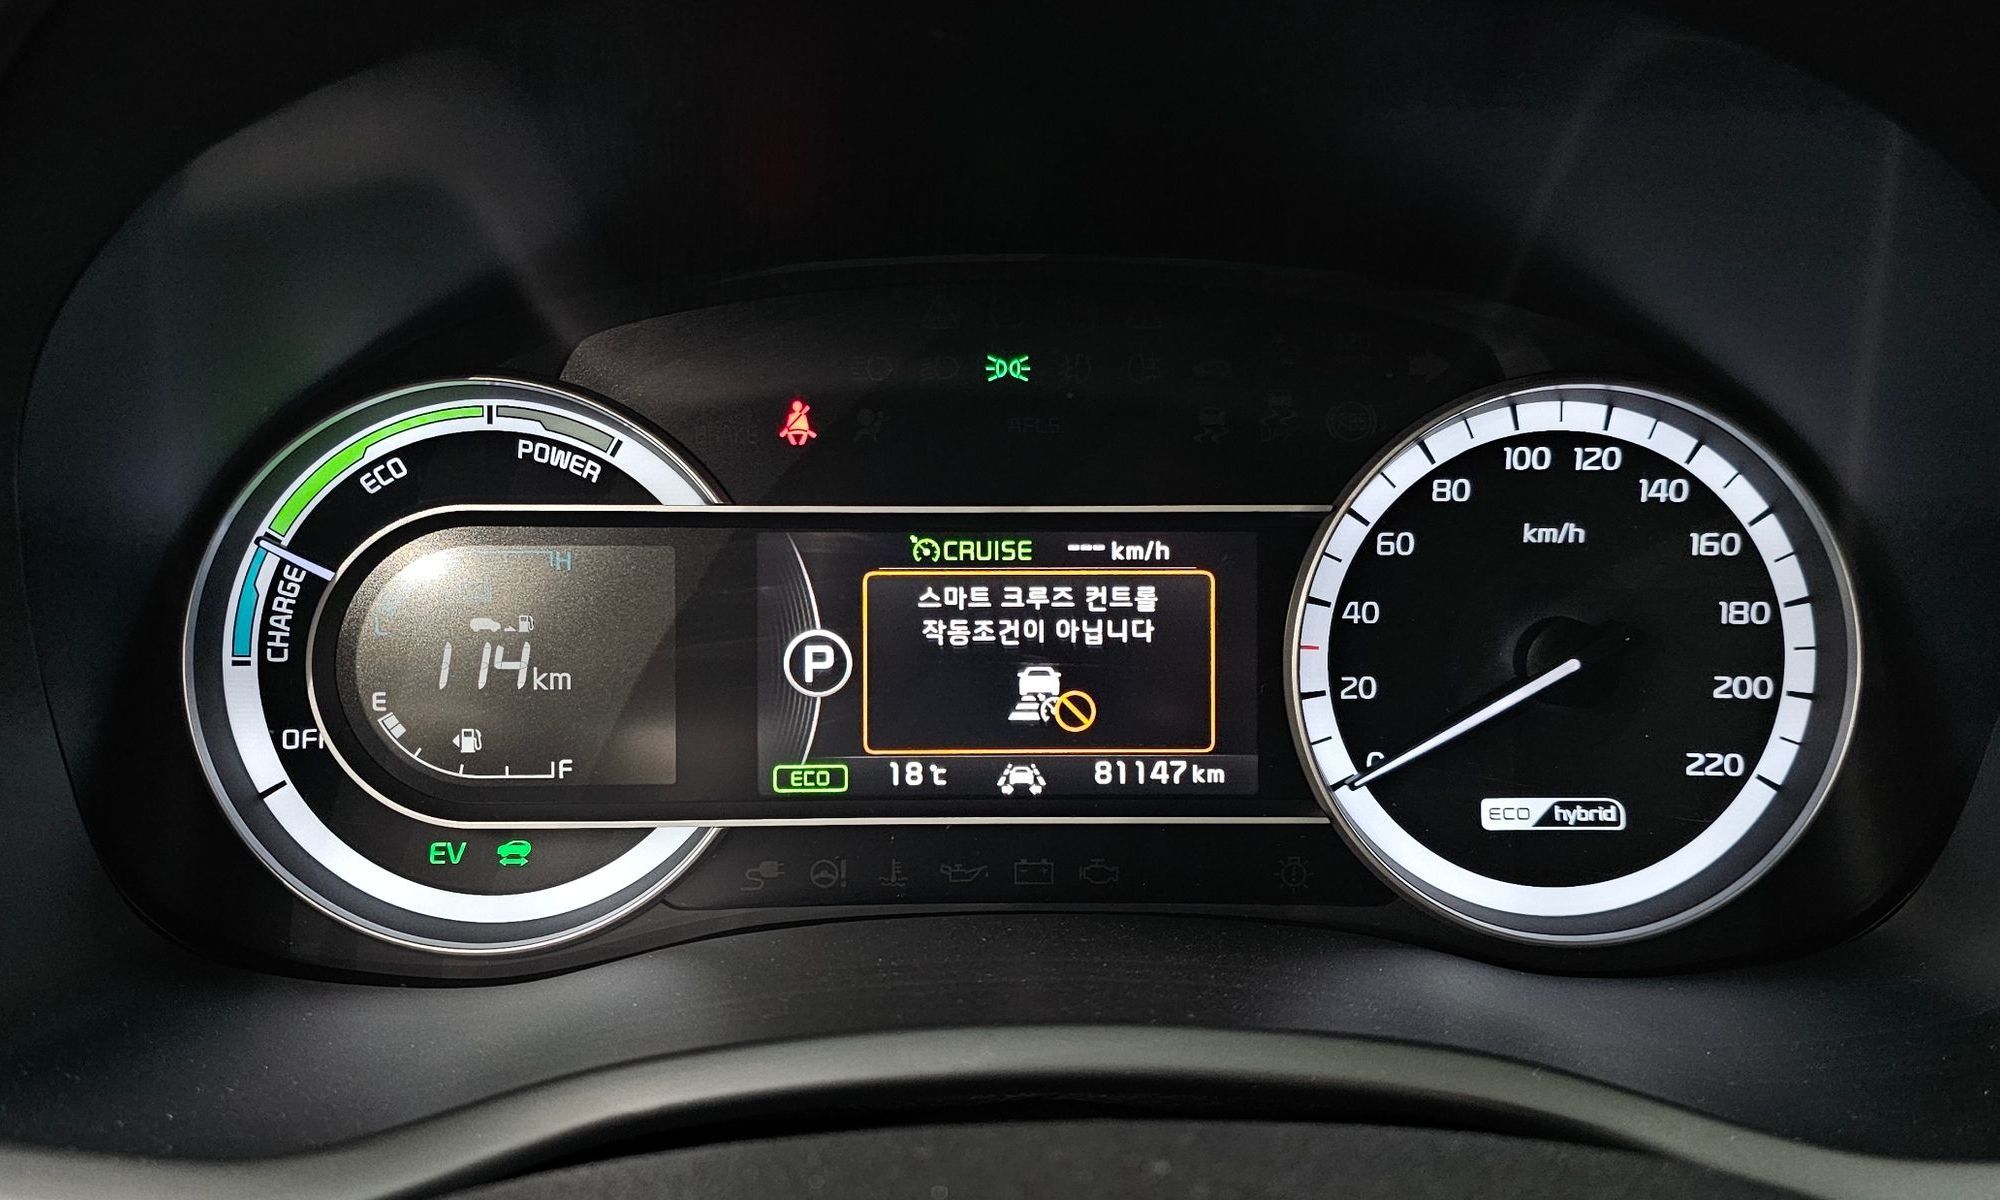 POWER
ECO
CHARGE
OFF
H
114km
E
F
EV
CRUISE --- km/h
스마트 크루즈 컨트롤
작동조건이 아닙니다
P
ECO
18℃
81147km
AFLS
km/h
0
20
40
60
80
100
120
140
160
180
200
220
ECO hybrid